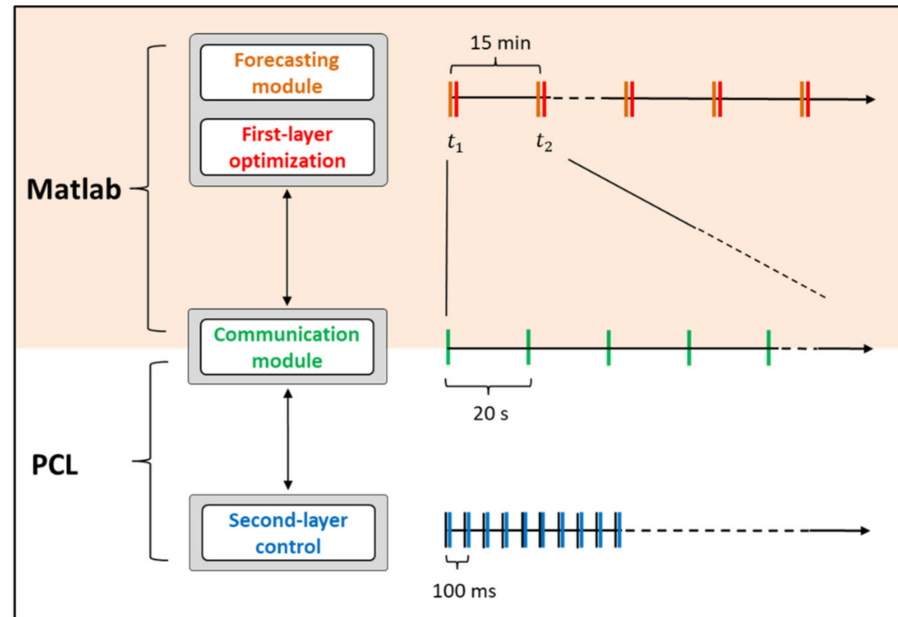 Forecasting
module
First-layer
optimization
Matlab
15 min
t₁
t₂
Communication
module
20 s
PCL
Second-layer
control
100 ms